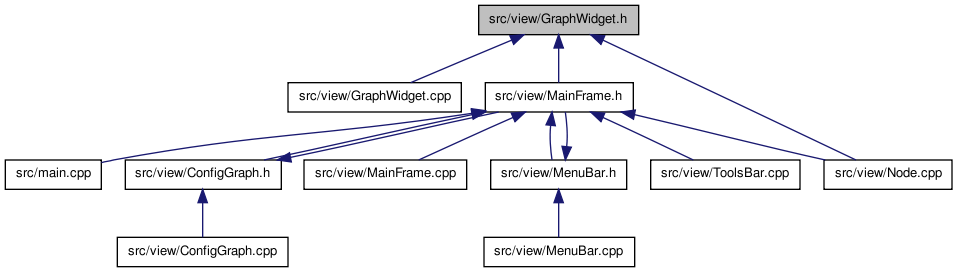 src/view/GraphWidget.h
src/view/GraphWidget.cpp
src/view/MainFrame.h
src/main.cpp
src/view/ConfigGraph.h
src/view/MainFrame.cpp
src/view/MenuBar.h
src/view/ToolsBar.cpp
src/view/Node.cpp
src/view/ConfigGraph.cpp
src/view/MenuBar.cpp